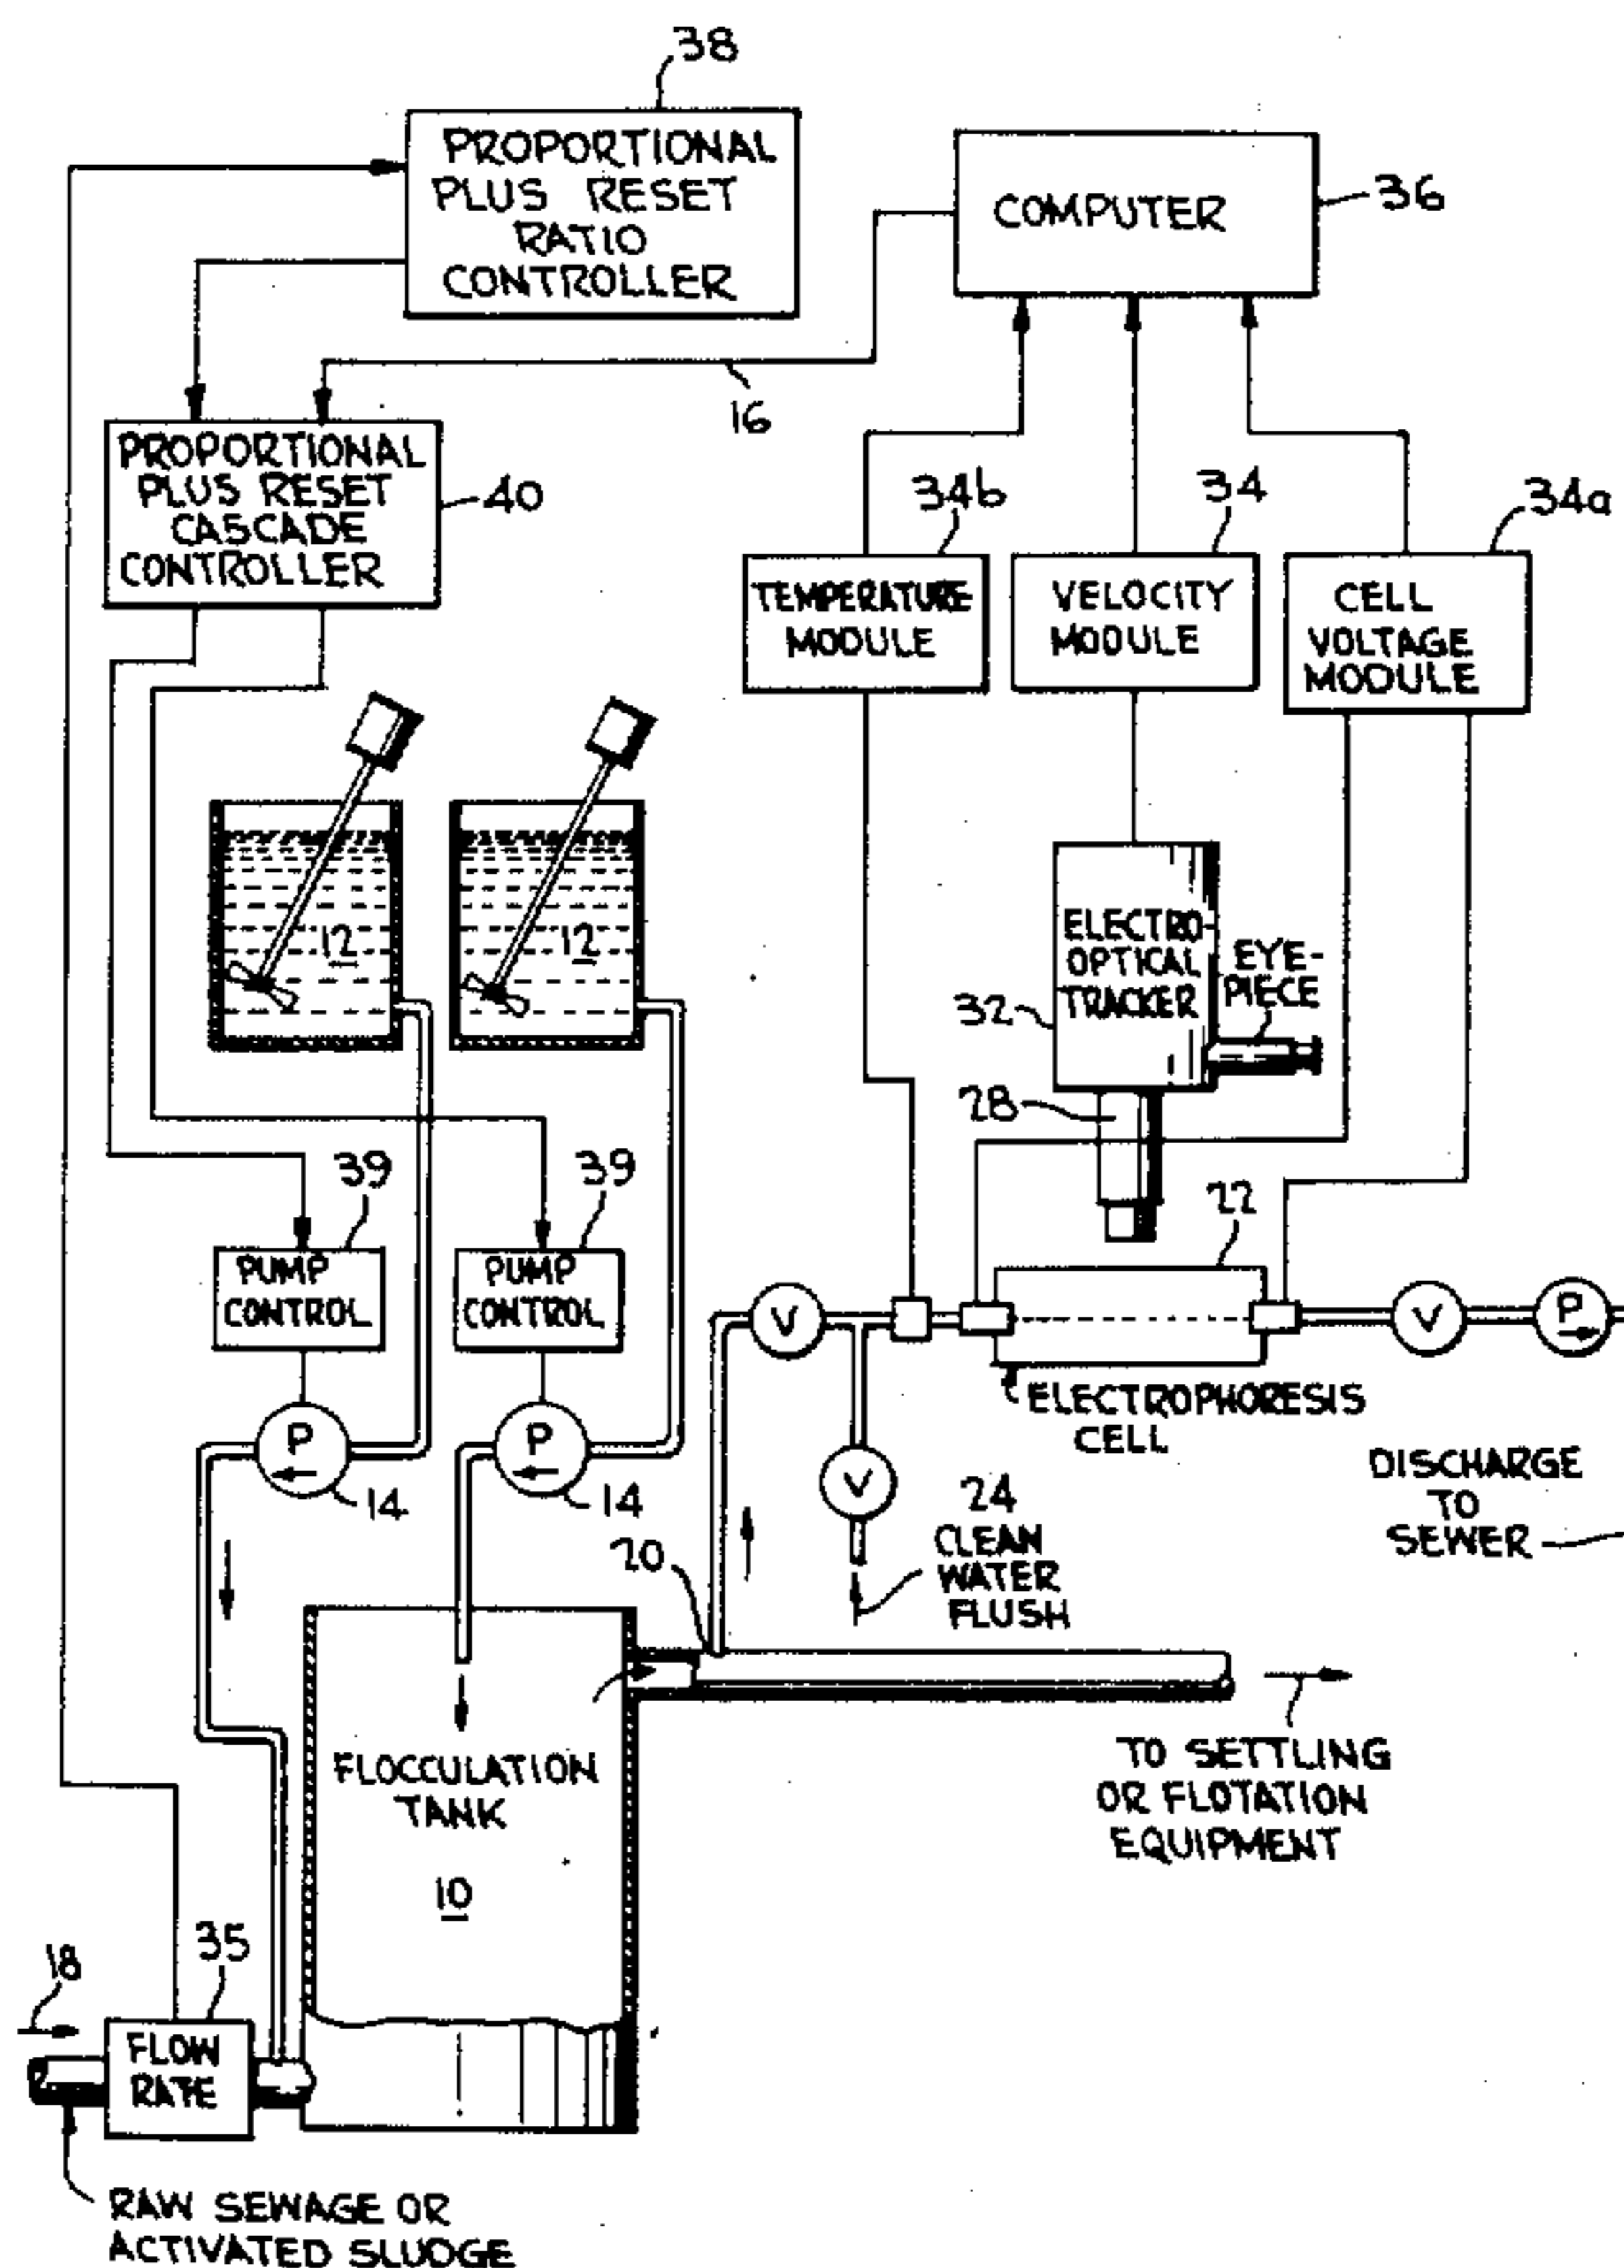 38
PROPORTIONAL
PLUS RESET
RATIO
CONTROLLER
COMPUTER
36
16
PROPORTIONAL
PLUS RESET
CASCADE
CONTROLLER
40
34b
34
34a
TEMPERATURE
MODULE
VELOCITY
MODULE
CELL
VOLTAGE
MODULE
12
12
ELECTRO-
OPTICAL
TRACKER
EYE-
PIECE
32
28
39
39
22
PUMP
CONTROL
PUMP
CONTROL
V
V
P
ELECTROPHORESIS
CELL
P
P
14
14
V
24
CLEAN
WATER
FLUSH
DISCHARGE
TO
SEWER
20
FLOCCULATION
TANK
10
TO SETTLING
OR FLOTATION
EQUIPMENT
18
35
FLOW
RATE
RAW SEWAGE OR
ACTIVATED SLUDGE